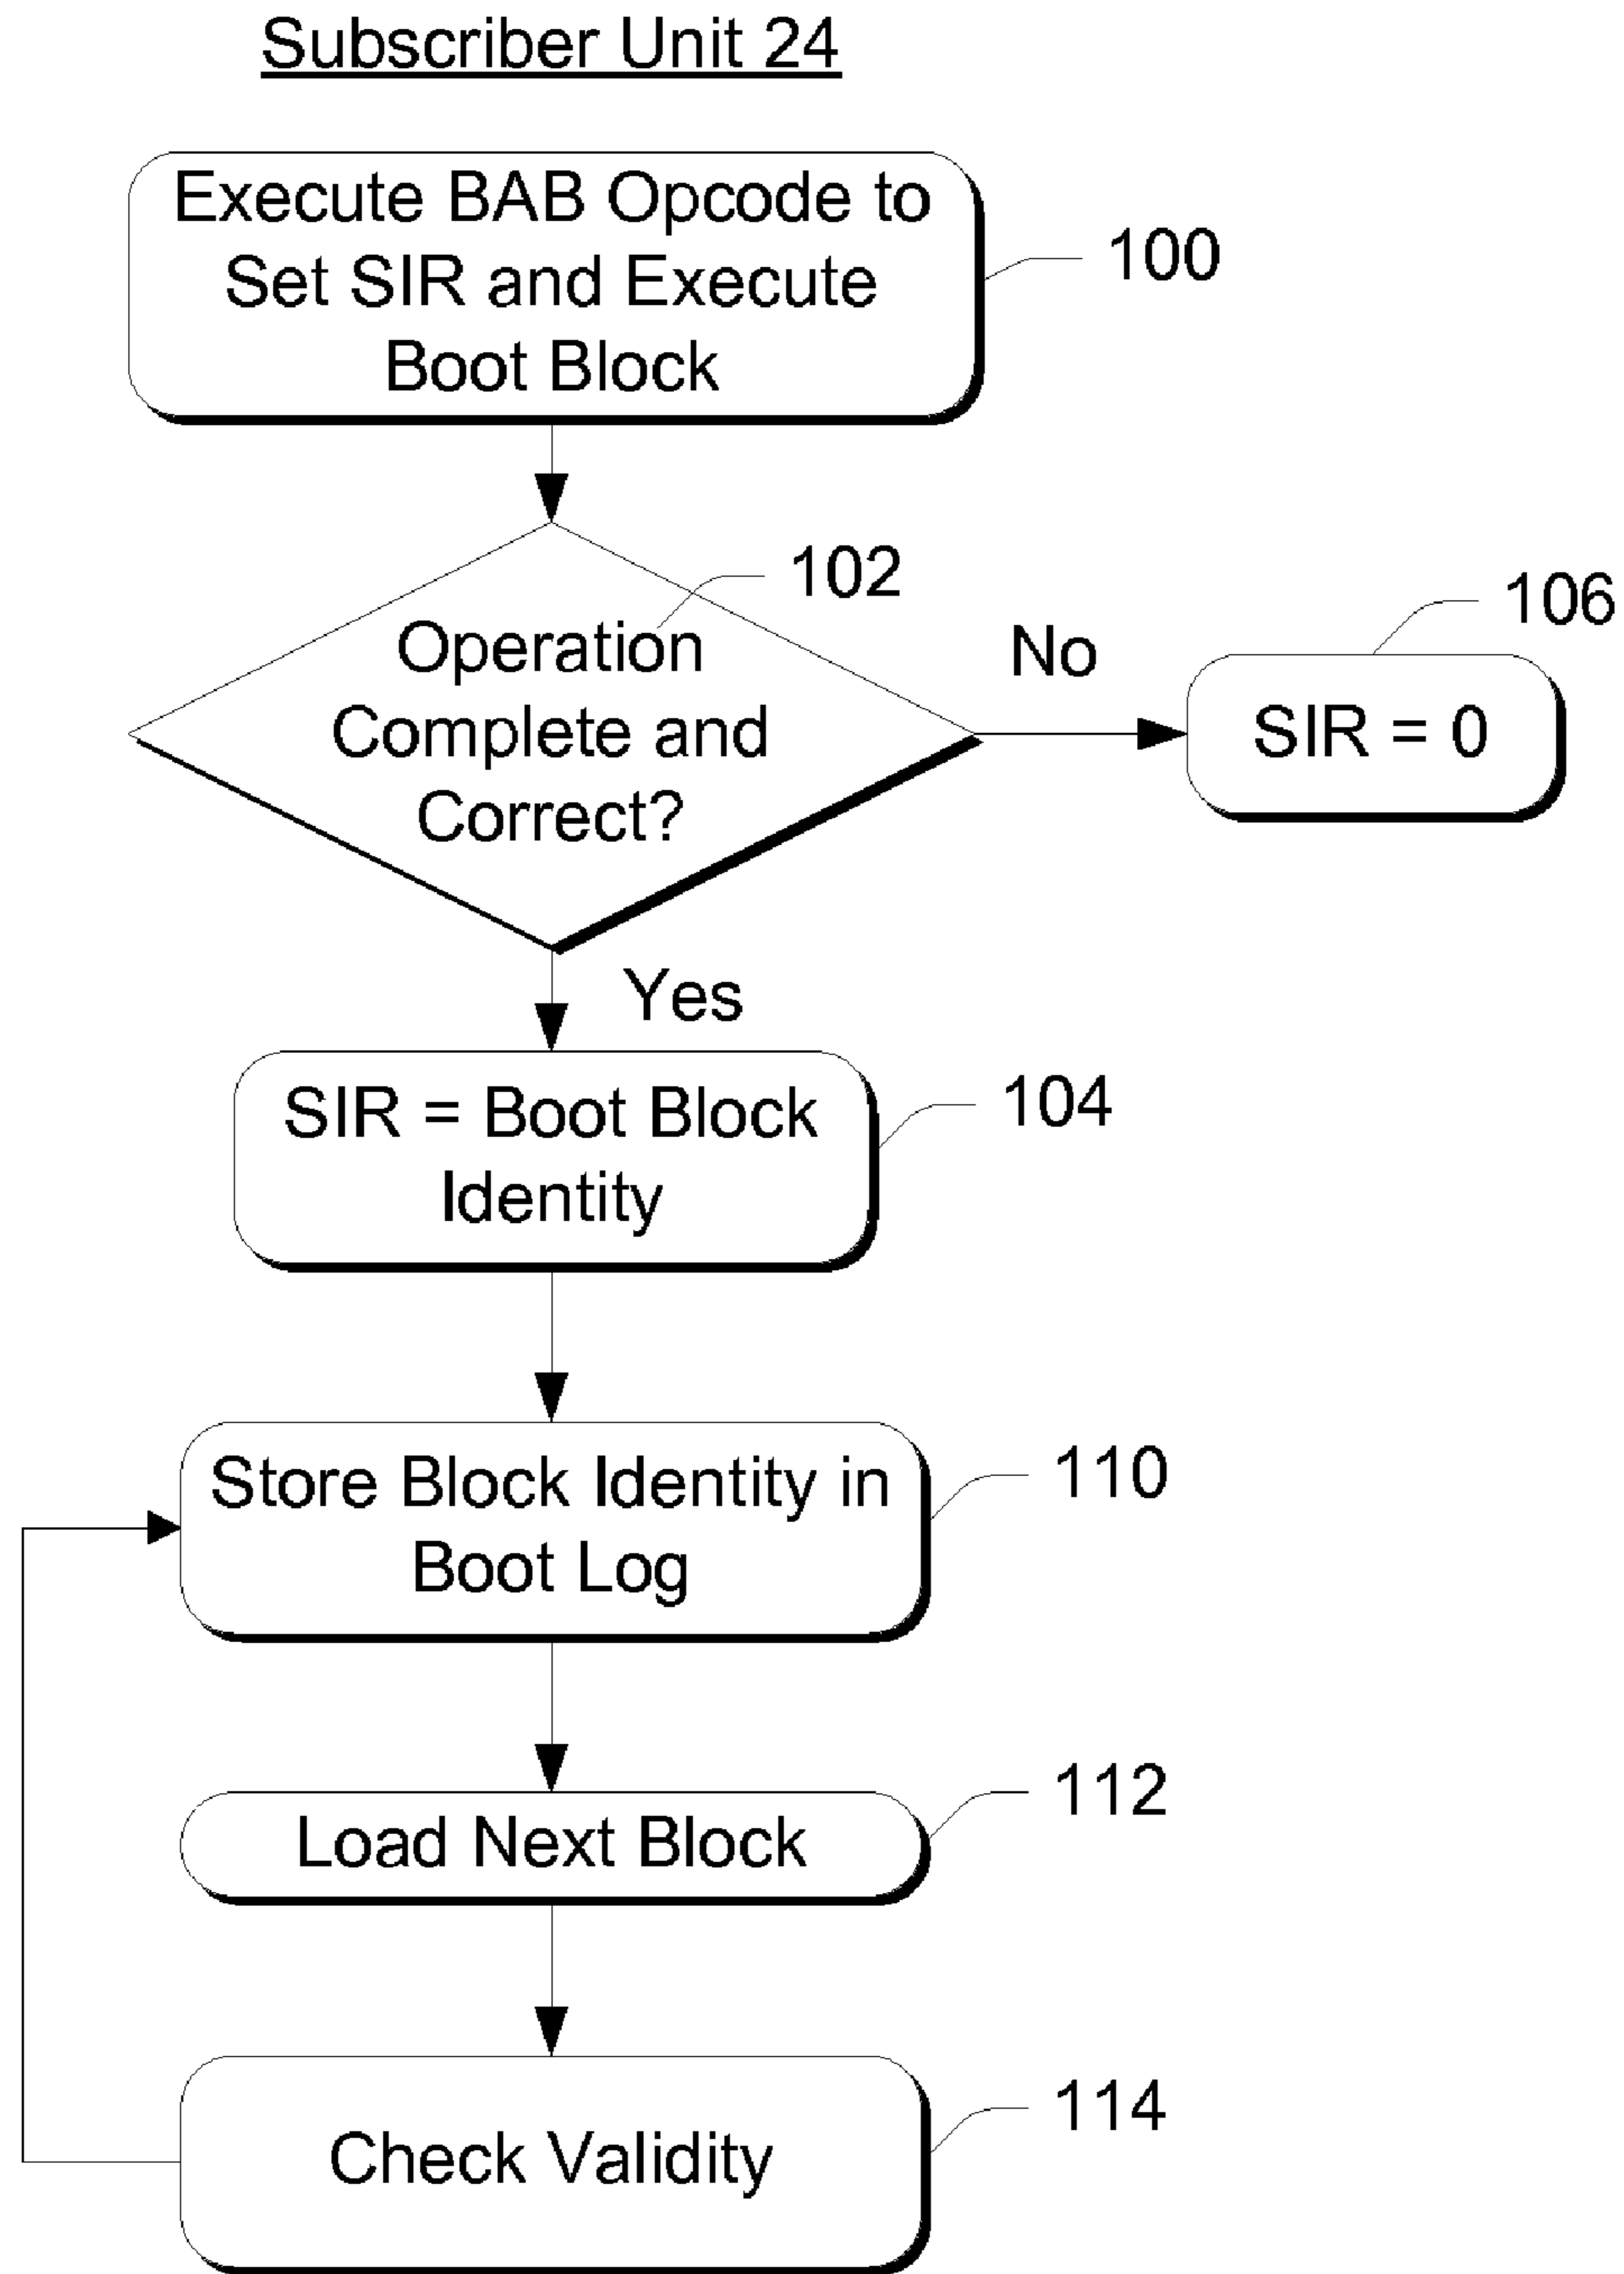 Subscriber Unit 24
Execute BAB Opcode to
Set SIR and Execute
Boot Block
100
102
Operation
Complete and
Correct?
No
106
SIR = 0
Yes
SIR = Boot Block
Identity
104
Store Block Identity in
Boot Log
110
Load Next Block
112
Check Validity
114